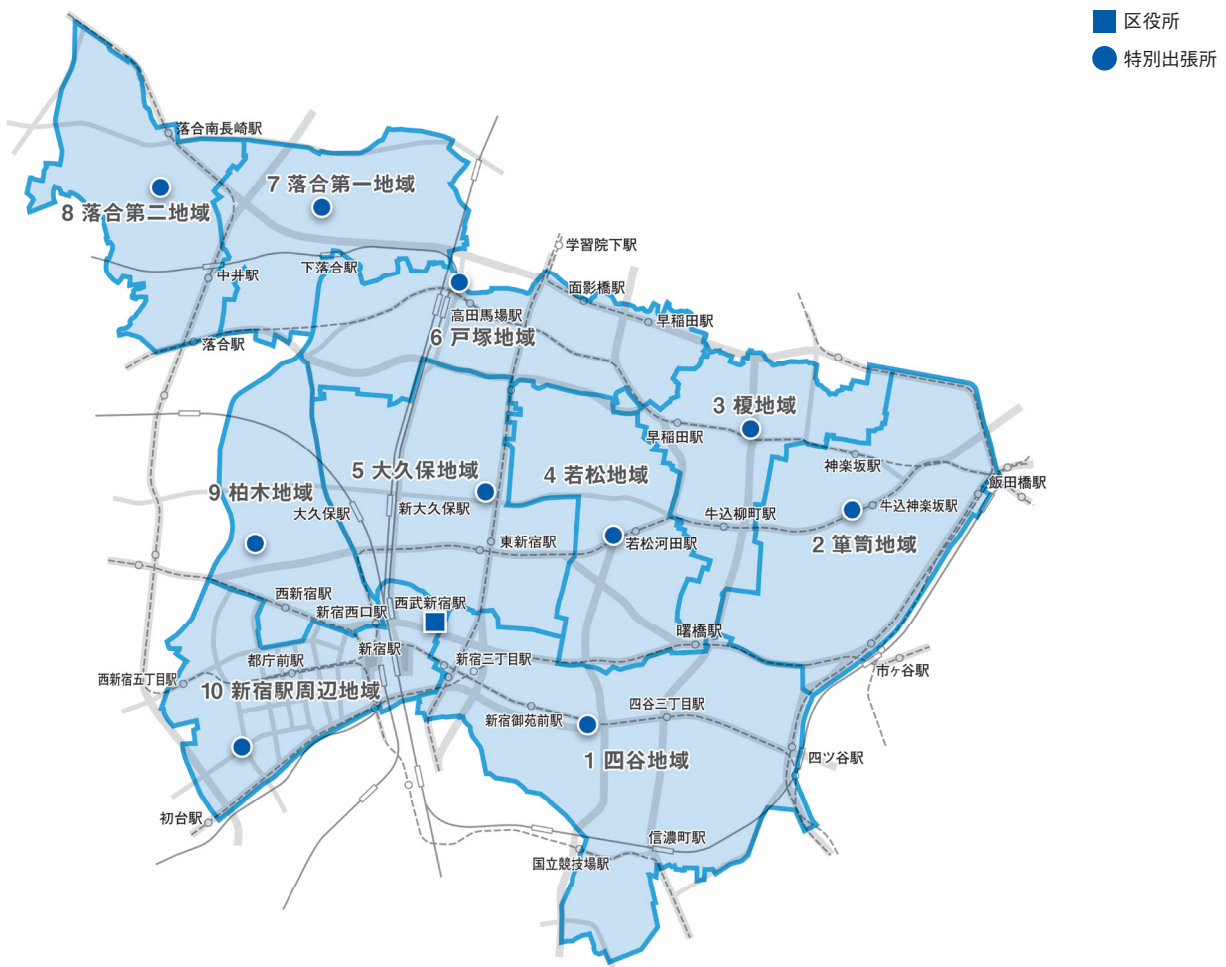 区役所
特別出張所
落合南長崎駅
7 落合第一地域
8 落合第二地域
学習院下駅
中井駅
下落合駅
面影橋駅
高田馬場駅
早稲田駅
6 戸塚地域
落合駅
3 榎地域
早稲田駅
神楽坂駅
5 大久保地域
4 若松地域
飯田橋駅
9 柏木地域
大久保駅
新大久保駅
牛込柳町駅
牛込神楽坂駅
東新宿駅
若松河田駅
2 箪笥地域
西新宿駅
西武新宿駅
新宿西口駅
曙橋駅
新宿駅
都庁前駅
新宿三丁目駅
市ヶ谷駅
西新宿五丁目駅
10 新宿駅周辺地域
四谷三丁目駅
新宿御苑前駅
1 四谷地域
四ツ谷駅
初台駅
信濃町駅
国立競技場駅